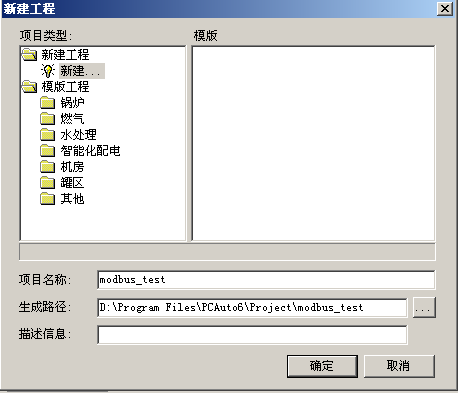 新建工程
项目类型:
模版
新建工程
新建...
模版工程
锅炉
燃气
水处理
智能化配电
机房
罐区
其他
项目名称:
modbus_test
生成路径:
D:\Program Files\PCAuto6\Project\modbus_test
...
描述信息:
确定
取消